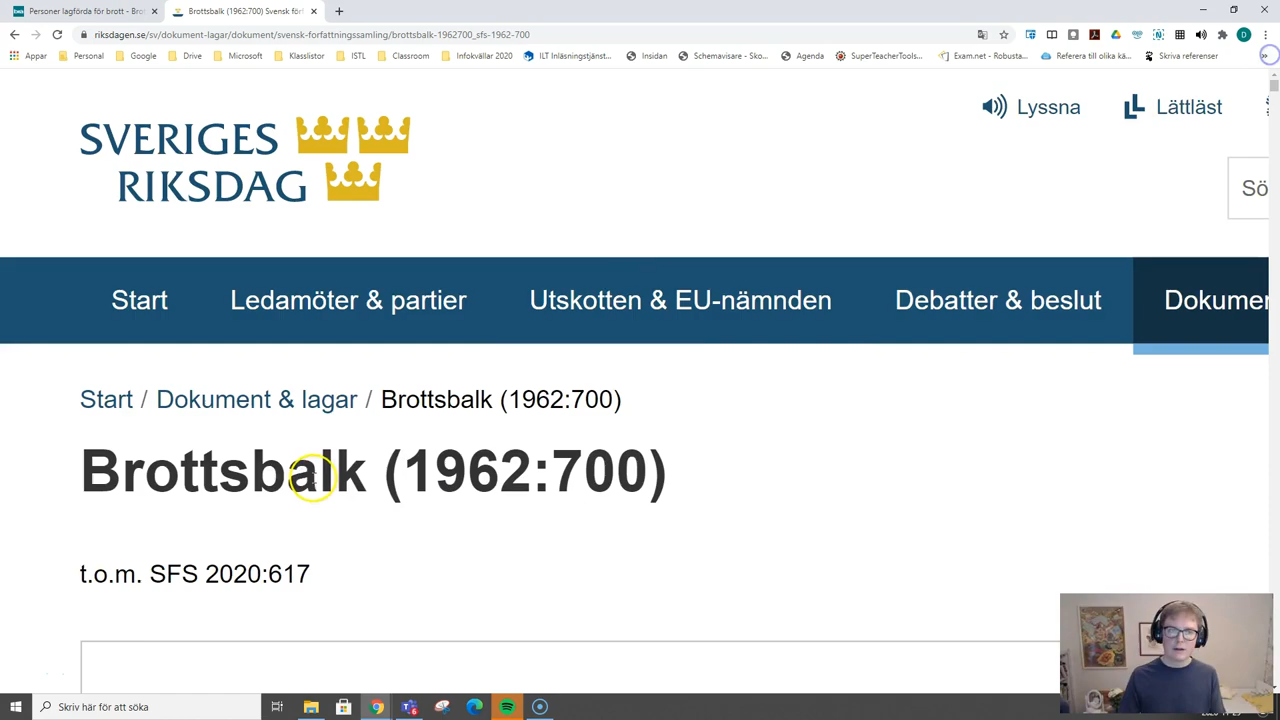 Personer lagförda för brott - Bro
Brottsbalk (1962:700) Svensk för
riksdagen.se/sv/dokument-lagar/dokument/svensk-forfattningssamling/brottsbalk-1962700_sfs-1962-700
D
Appar Personal Google Drive Microsoft Klasslistor ISTL Classroom Infokvällar 2020 ILT Inläsningstjänst... Insidan Schemavisare - Sko... Agenda SuperTeacherTools... Exam.net - Robusta... Referera till olika kä... Skriva referenser
Lyssna Lättläst
SVERIGES
RIKSDAG
Sö
Start Ledamöter & partier Utskotten & EU-nämnden Debatter & beslut Dokumen
Start / Dokument & lagar / Brottsbalk (1962:700)
Brottsbalk (1962:700)
t.o.m. SFS 2020:617
Skriv här för att söka